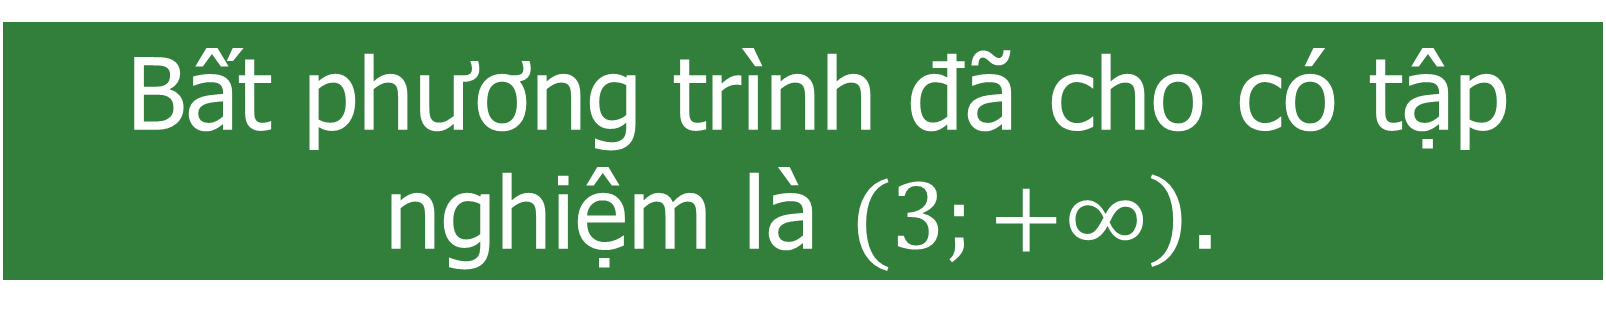 Bất phương trình đã cho có tập
nghiệm là (3; +∞).